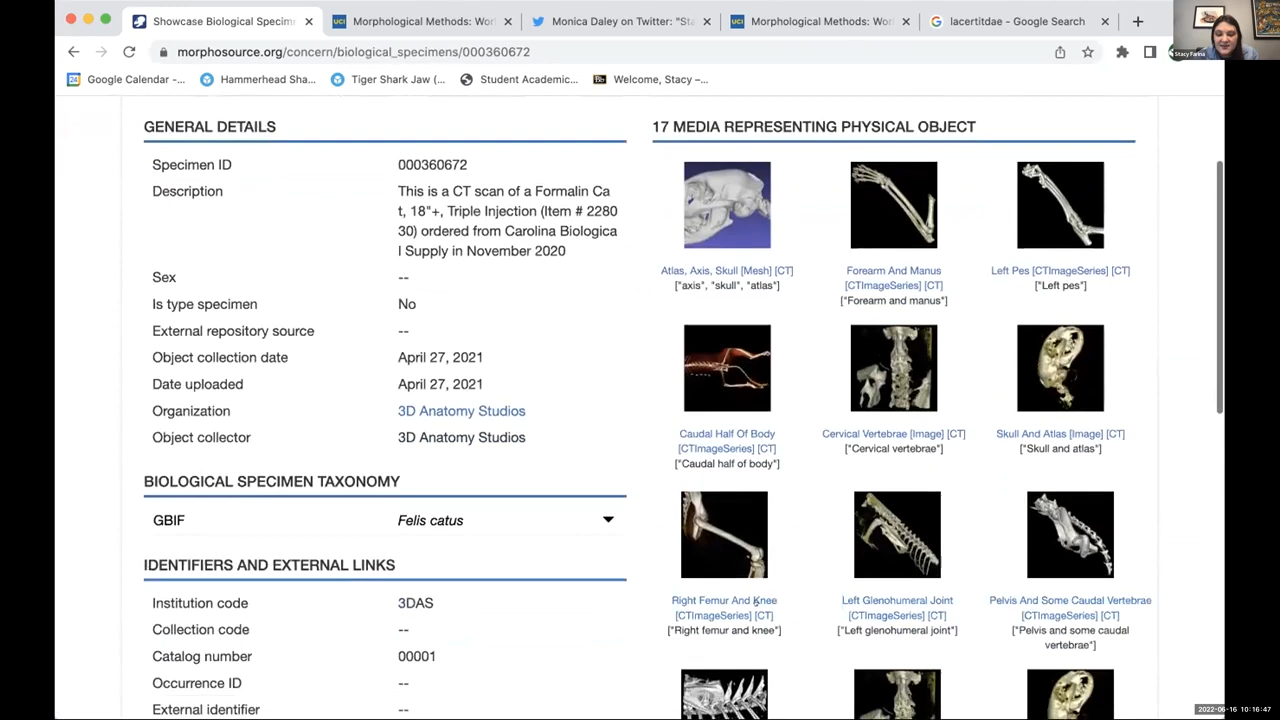 Showcase Biological Specim
Morphological Methods: Wor
Monica Daley on Twitter: "Sta
Morphological Methods: Wor
lacertitdae - Google Search
morphosource.org/concern/biological_specimens/000360672
Stacy Farina
Google Calendar -...
Hammerhead Sha...
Tiger Shark Jaw (...
Student Academic...
Welcome, Stacy –...
GENERAL DETAILS
Specimen ID 000360672
Description This is a CT scan of a Formalin Ca
t, 18"+, Triple Injection (Item # 2280
30) ordered from Carolina Biologica
l Supply in November 2020
Sex --
Is type specimen No
External repository source --
Object collection date April 27, 2021
Date uploaded April 27, 2021
Organization 3D Anatomy Studios
Object collector 3D Anatomy Studios
BIOLOGICAL SPECIMEN TAXONOMY
GBIF Felis catus
IDENTIFIERS AND EXTERNAL LINKS
Institution code 3DAS
Collection code --
Catalog number 00001
Occurrence ID --
External identifier --
17 MEDIA REPRESENTING PHYSICAL OBJECT
Atlas, Axis, Skull [Mesh] [CT]
["axis", "skull", "atlas"]
Forearm And Manus
[CTImageSeries] [CT]
["Forearm and manus"]
Left Pes [CTImageSeries] [CT]
["Left pes"]
Caudal Half Of Body
[CTImageSeries] [CT]
["Caudal half of body"]
Cervical Vertebrae [Image] [CT]
["Cervical vertebrae"]
Skull And Atlas [Image] [CT]
["Skull and atlas"]
Right Femur And Knee
[CTImageSeries] [CT]
["Right femur and knee"]
Left Glenohumeral Joint
[CTImageSeries] [CT]
["Left glenohumeral joint"]
Pelvis And Some Caudal Vertebrae
[CTImageSeries] [CT]
["Pelvis and some caudal
vertebrae"]
2022-06-16 10:16:47